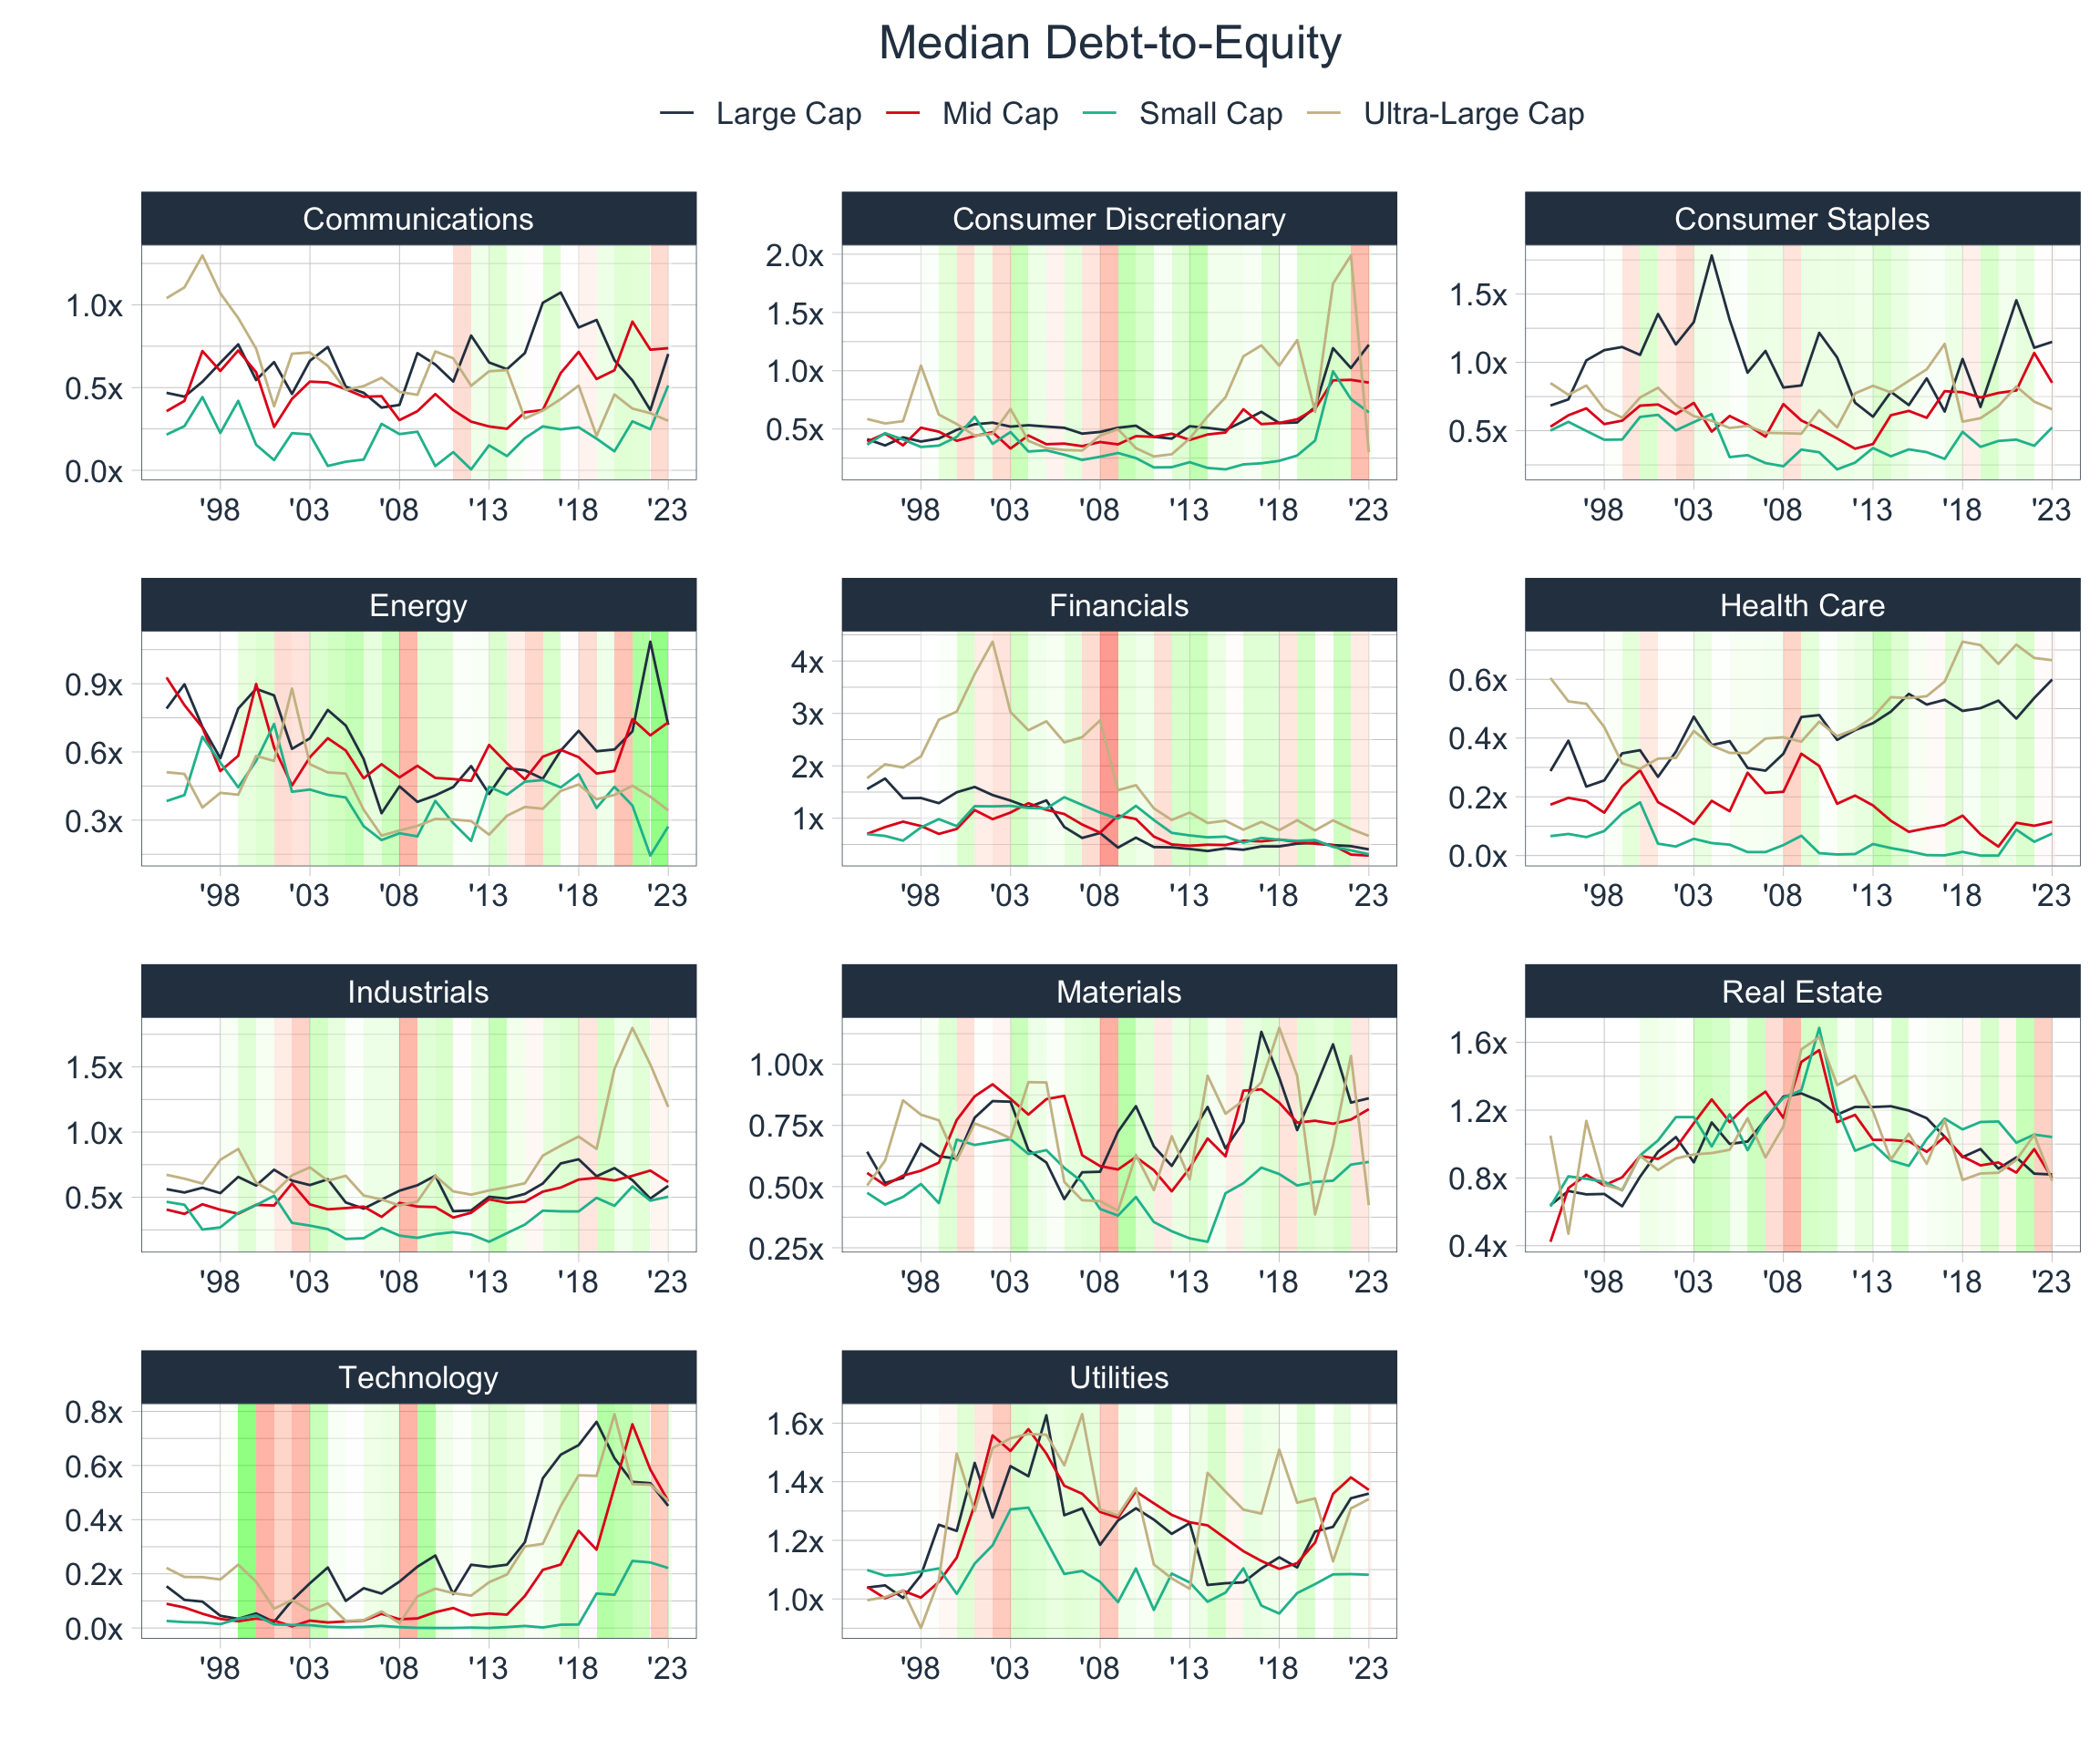 Median Debt-to-Equity
Large Cap Mid Cap Small Cap Ultra-Large Cap
Communications
1.0x
0.5x
0.0x
'98 '03 '08 '13 '18 '23
Consumer Discretionary
2.0x
1.5x
1.0x
0.5x
'98 '03 '08 '13 '18 '23
Consumer Staples
1.5x
1.0x
0.5x
'98 '03 '08 '13 '18 '23
Energy
0.9x
0.6x
0.3x
'98 '03 '08 '13 '18 '23
Financials
4x
3x
2x
1x
'98 '03 '08 '13 '18 '23
Health Care
0.6x
0.4x
0.2x
0.0x
'98 '03 '08 '13 '18 '23
Industrials
1.5x
1.0x
0.5x
'98 '03 '08 '13 '18 '23
Materials
1.00x
0.75x
0.50x
0.25x
'98 '03 '08 '13 '18 '23
Real Estate
1.6x
1.2x
0.8x
0.4x
'98 '03 '08 '13 '18 '23
Technology
0.8x
0.6x
0.4x
0.2x
0.0x
'98 '03 '08 '13 '18 '23
Utilities
1.6x
1.4x
1.2x
1.0x
'98 '03 '08 '13 '18 '23